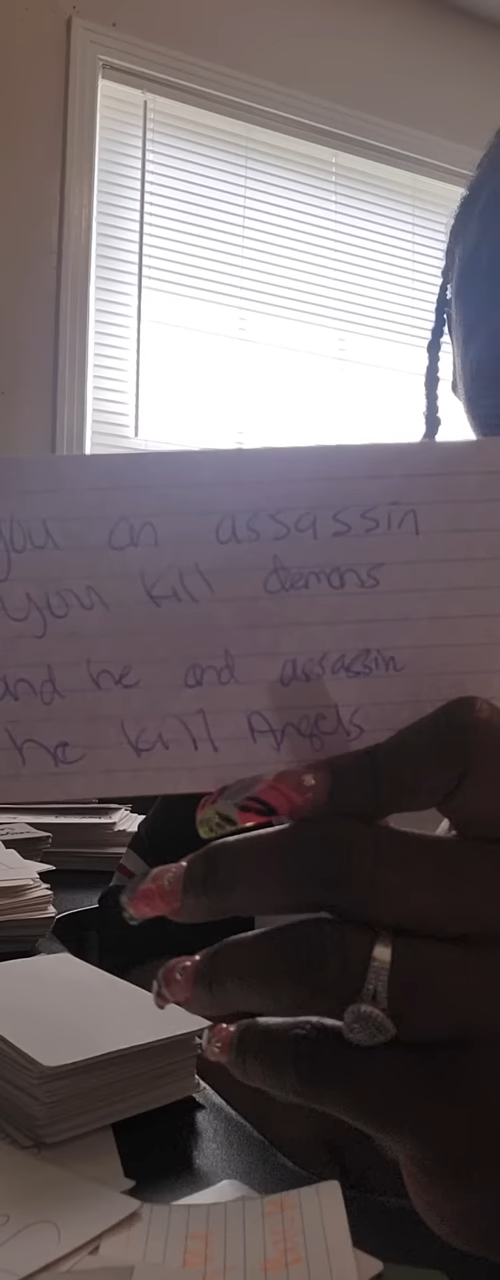 you an assassin
you kill demons
and he and assassin
he kill Angels